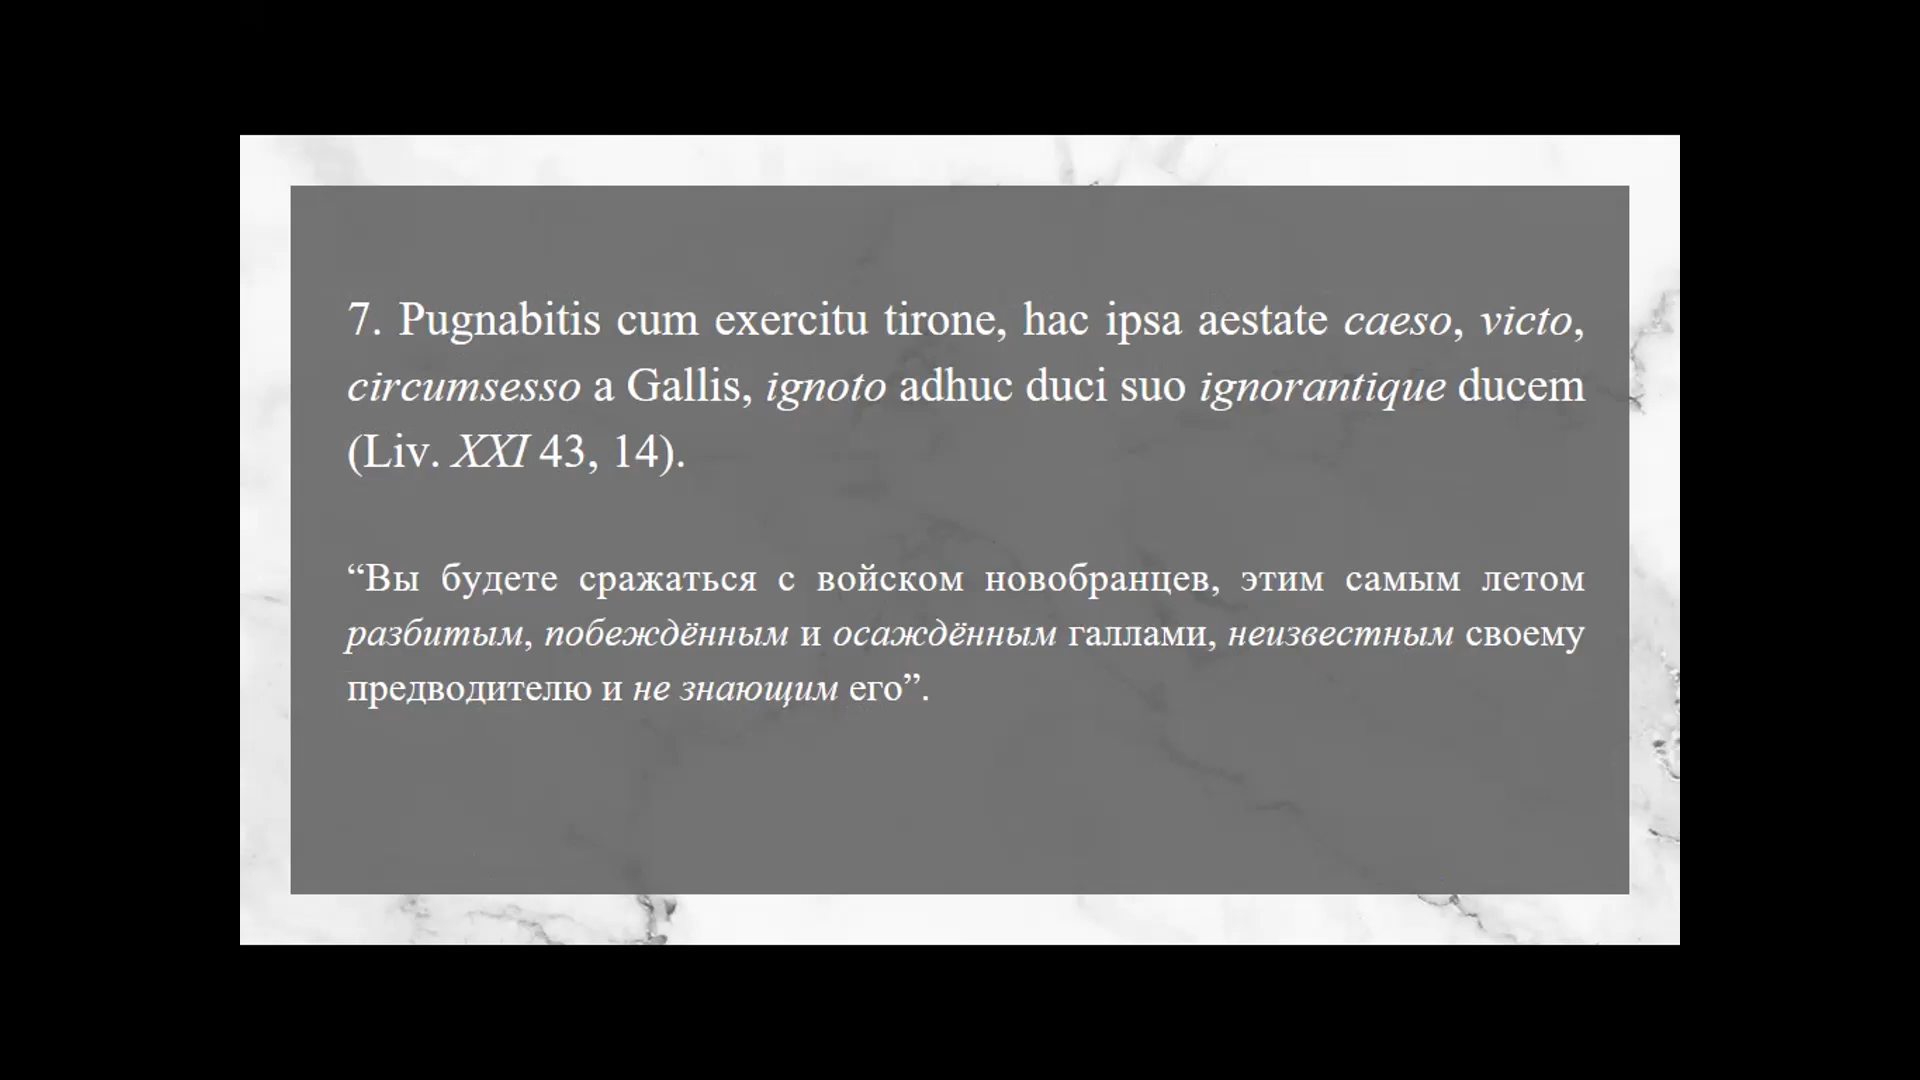 7. Pugnabitis cum exercitu tirone, hac ipsa aestate caeso, victo,
circumsesso a Gallis, ignoto adhuc duci suo ignorantique ducem
(Liv. XXI 43, 14).
“Вы будете сражаться с войском новобранцев, этим самым летом
разбитым, побеждённым и осаждённым галлами, неизвестным своему
предводителю и не знающим его”.